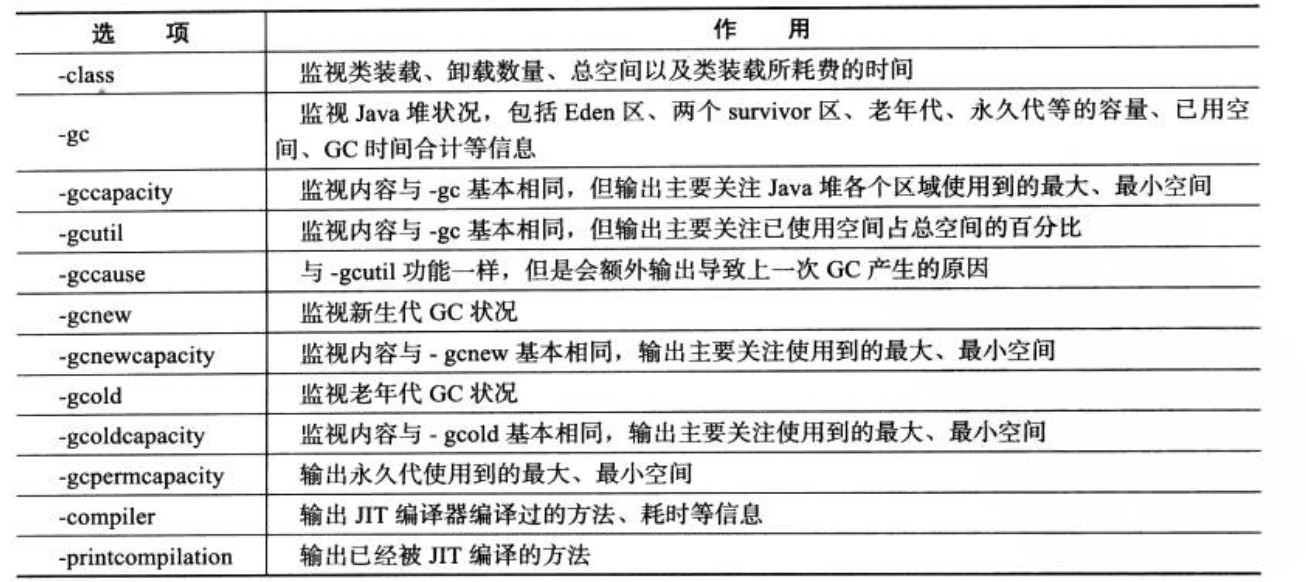 选 项 作 用
-class 监视类装载、卸载数量、总空间以及类装载所耗费的时间
-gc 监视 Java 堆状况，包括 Eden 区、两个 survivor 区、老年代、永久代等的容量、已用空
间、GC 时间合计等信息
-gccapacity 监视内容与 -gc 基本相同，但输出主要关注 Java 堆各个区域使用到的最大、最小空间
-gcutil 监视内容与 -gc 基本相同，但输出主要关注已使用空间占总空间的百分比
-gccause 与 -gcutil 功能一样，但是会额外输出导致上一次 GC 产生的原因
-gcnew 监视新生代 GC 状况
-gcnewcapacity 监视内容与 - gcnew 基本相同，输出主要关注使用到的最大、最小空间
-gcold 监视老年代 GC 状况
-gcoldcapacity 监视内容与 - gcold 基本相同，输出主要关注使用到的最大、最小空间
-gcpermcapacity 输出永久代使用到的最大、最小空间
-compiler 输出 JIT 编译器编译过的方法、耗时等信息
-printcompilation 输出已经被 JIT 编译的方法